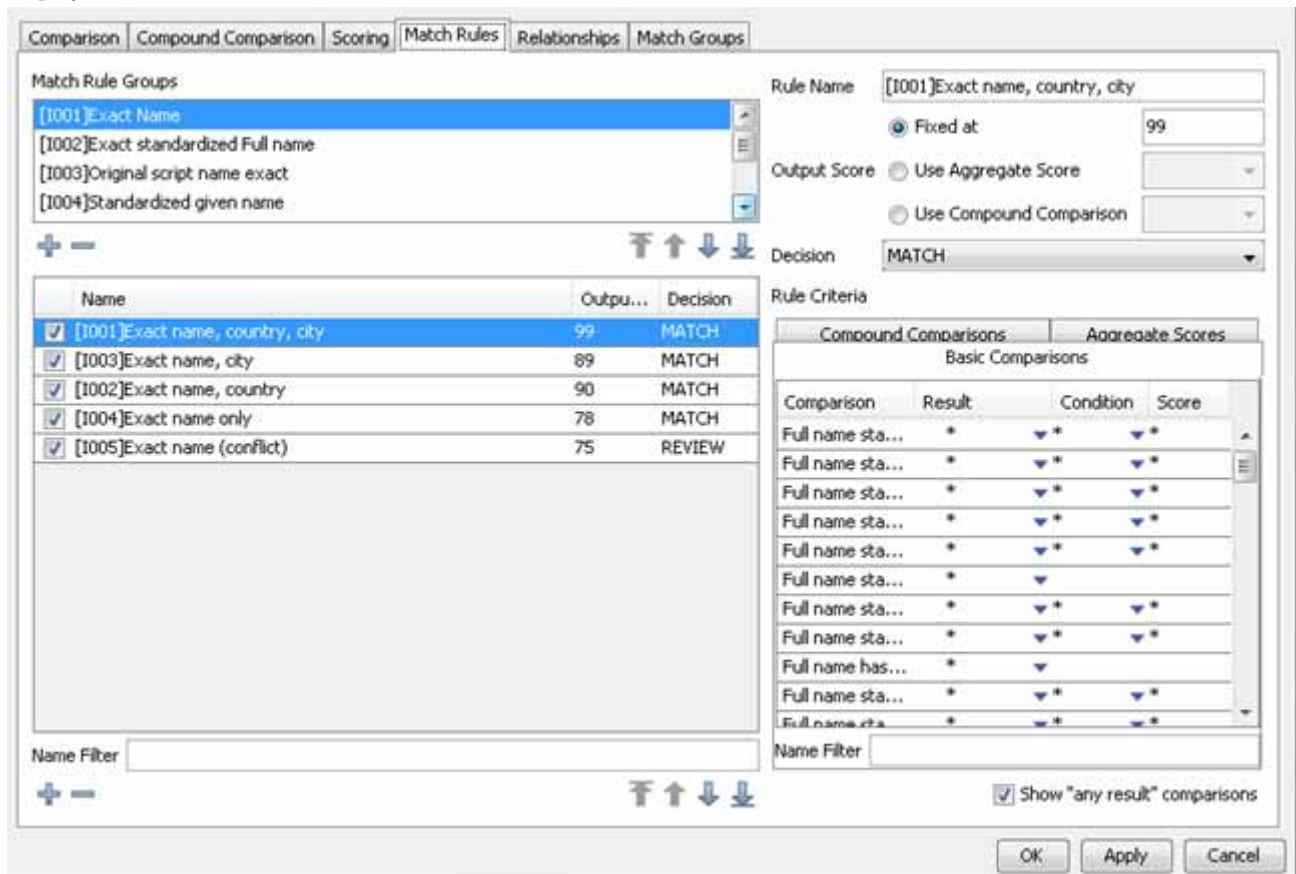 Comparison Compound Comparison Scoring Match Rules Relationships Match Groups
Match Rule Groups
[I001]Exact Name
[I002]Exact standardized Full name
[I003]Original script name exact
[I004]Standardized given name
Name Outpu... Decision
[I001]Exact name, country, city 99 MATCH
[I003]Exact name, city 89 MATCH
[I002]Exact name, country 90 MATCH
[I004]Exact name only 78 MATCH
[I005]Exact name (conflict) 75 REVIEW
Name Filter
Rule Name [I001]Exact name, country, city
Fixed at 99
Output Score Use Aggregate Score
Use Compound Comparison
Decision MATCH
Rule Criteria
Compound Comparisons Aggregate Scores
Basic Comparisons
Comparison Result Condition Score
Full name sta... * * *
Full name sta... * * *
Full name sta... * * *
Full name sta... * * *
Full name sta... * * *
Full name sta... *
Full name sta... * * *
Full name sta... * * *
Full name has... *
Full name sta... * * *
Full name sta... * * *
Name Filter
Show "any result" comparisons
OK Apply Cancel